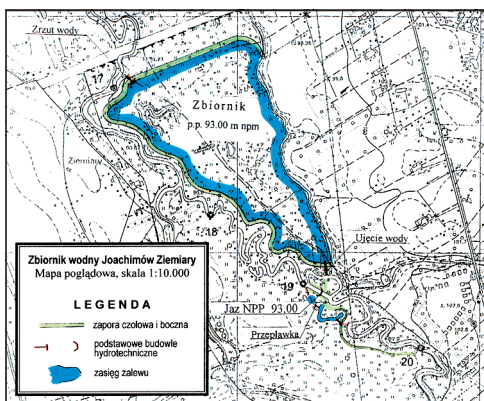 Zrzut wody
17
Zbiornik
p.p. 93.00 m npm
Ziemiary
18
Ujęcie wody
19
Jaz NPP 93.00
Przepławka
20
Zbiornik wodny Joachimów Ziemiary
Mapa poglądowa, skala 1:10.000
LEGENDA
zapora czołowa i boczna
podstawowe budowle
hydrotechniczne
zasięg zalewu